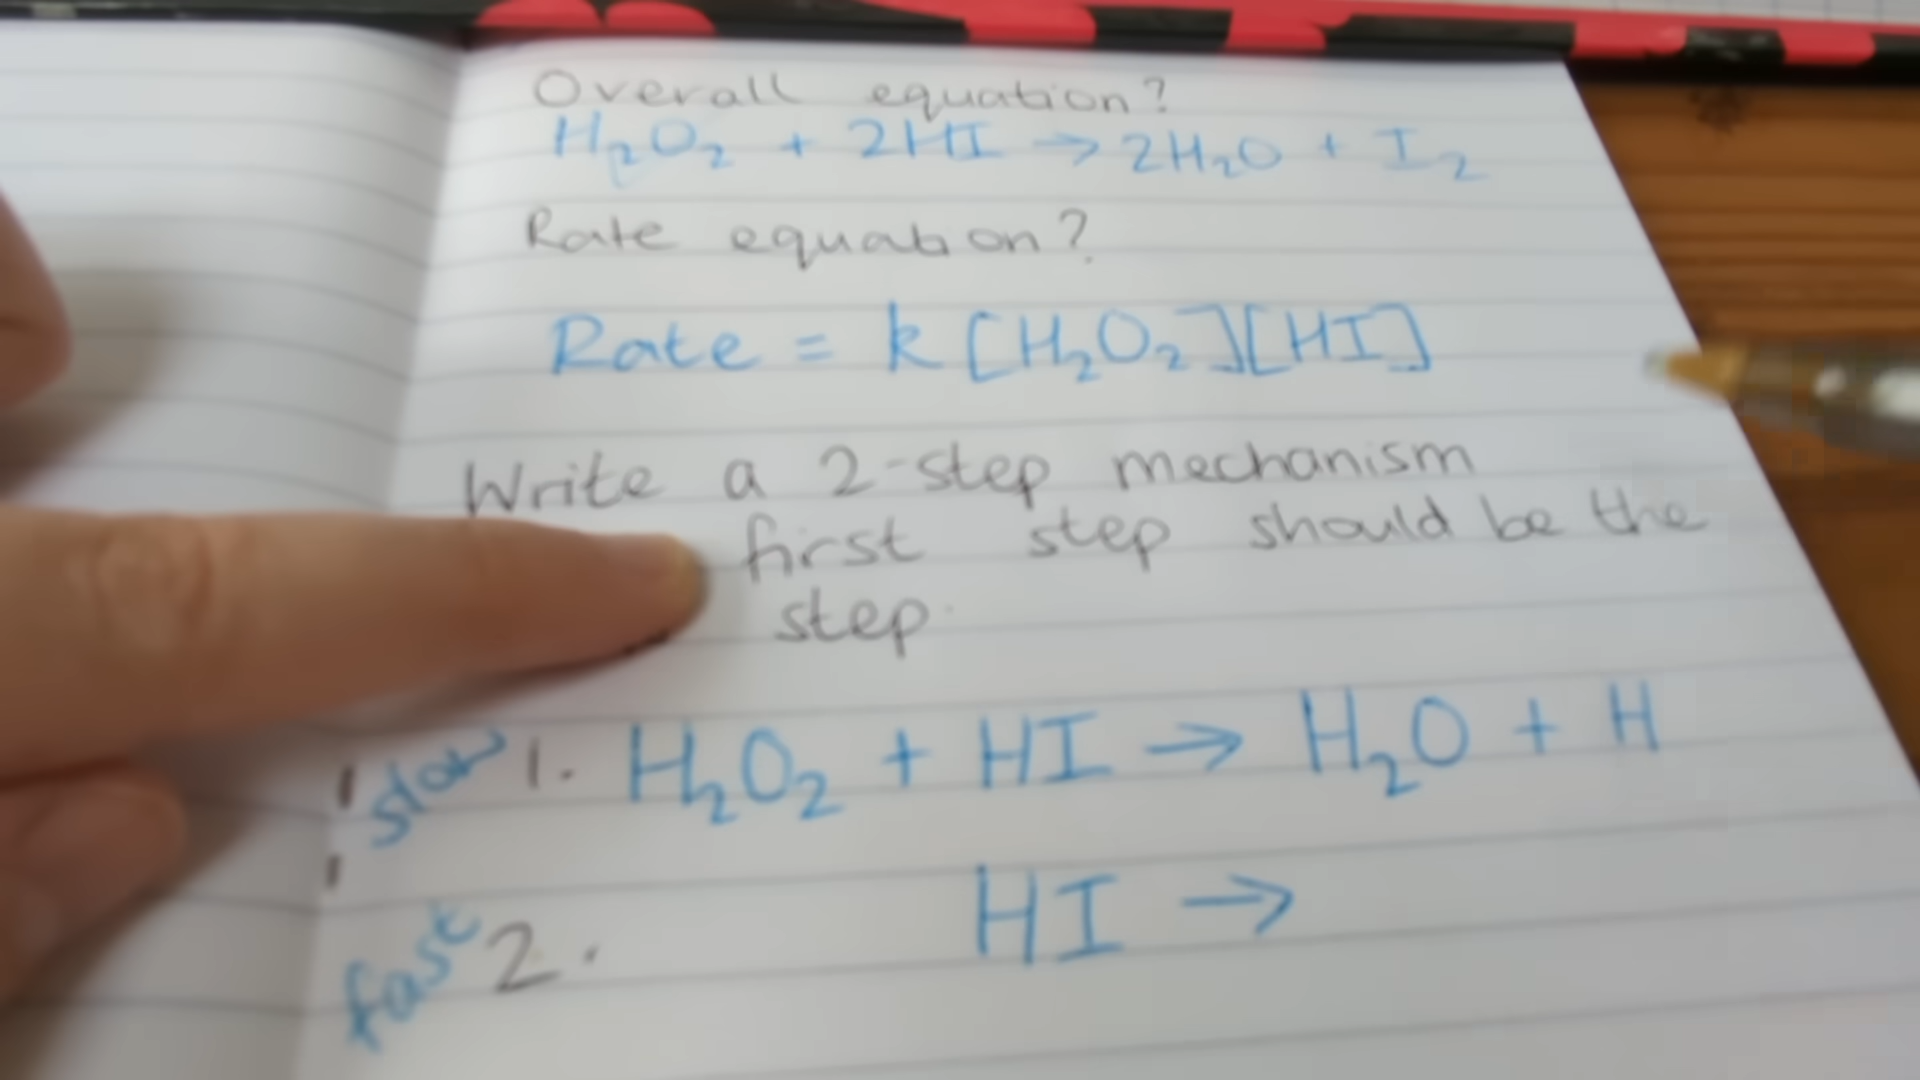 Overall equation?
H₂O₂ + 2HI → 2H₂O + I₂
Rate equation?
Rate = k[H₂O₂][HI]
Write a 2-step mechanism
first step should be the
step.
slow 1. H₂O₂ + HI → H₂O + H
fast 2. HI →